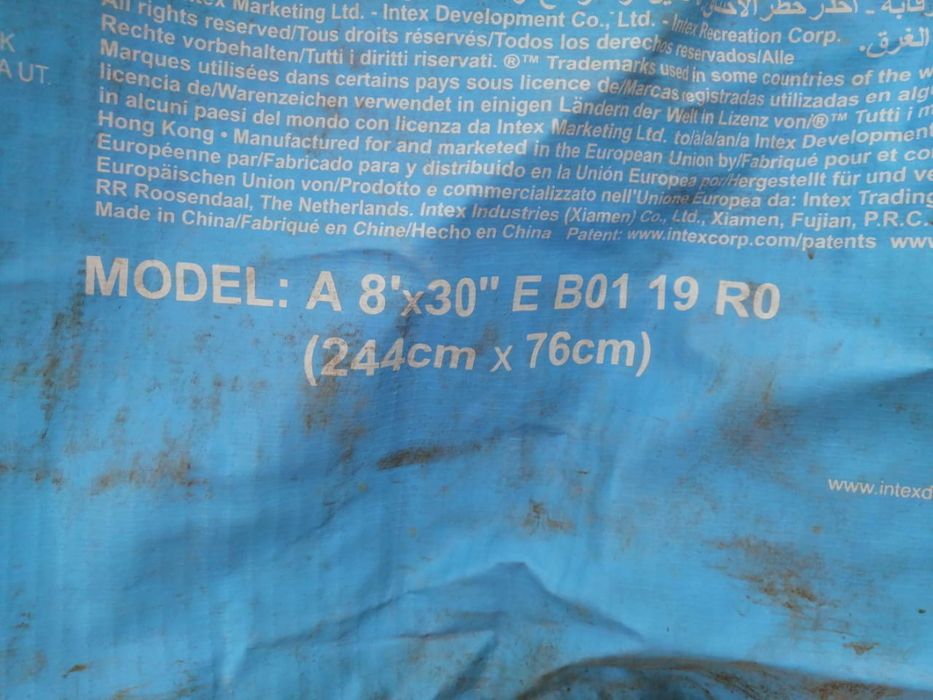 K
A UT.
All rights reserved/Tous droits réservés/Todos los derechos reservados/Alle
Intex Marketing Ltd. - Intex Development Co., Ltd. - Intex Recreation Corp.
Rechte vorbehalten/Tutti i diritti riservati. ®™ Trademarks used in some countries of the w
Marques utilisées dans certains pays sous licence de/Marcas registradas utilizadas en alg
licencia de/Warenzeichen verwendet in einigen Ländern der Welt in Lizenz von/®™ Tutti i m
in alcuni paesi del mondo con licenza da Intex Marketing Ltd. to/à/al/an/a Intex Development
Hong Kong • Manufactured for and marketed in the European Union by/Fabriqué pour et co
Européenne par/Fabricado para y distribuido en la Unión Europea por/Hergestellt für und ve
Europäischen Union von/Prodotto e commercializzato nell'Unione Europea da: Intex Trading
RR Roosendaal, The Netherlands. Intex Industries (Xiamen) Co., Ltd., Xiamen, Fujian, P.R.C.
Made in China/Fabriqué en Chine/Hecho en China Patent: www.intexcorp.com/patents www
الغرق.
MODEL: A 8'x30" E B01 19 R0
(244cm x 76cm)
www.intexd